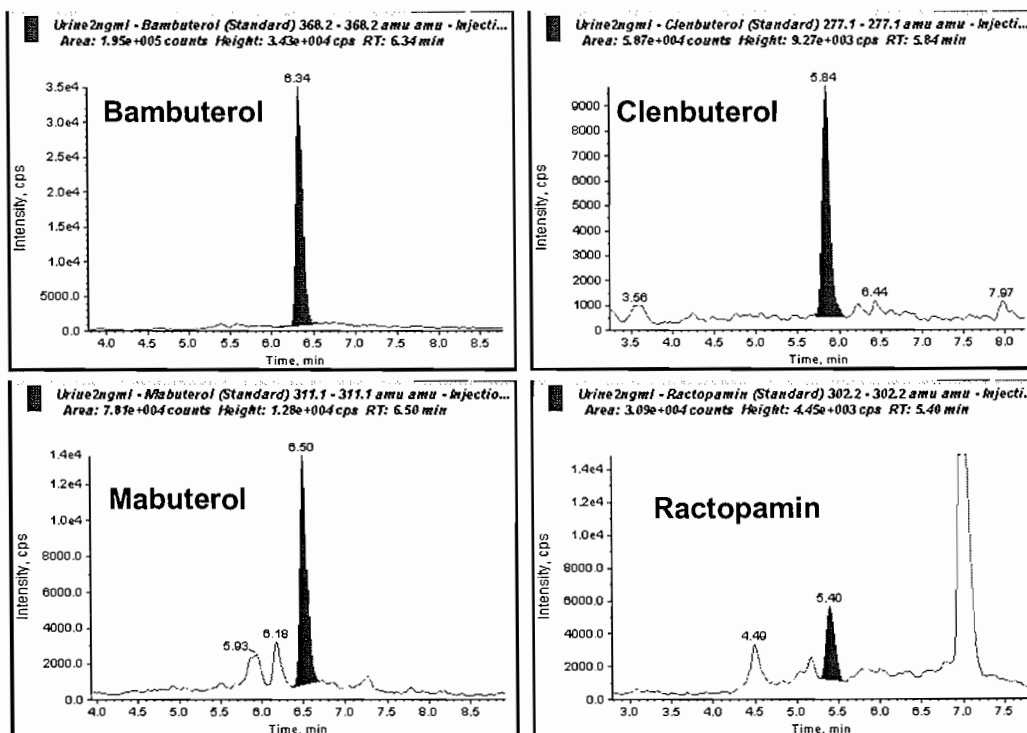 Urine2ngml - Bambuterol (Standard) 368.2 - 368.2 amu amu - Injecti...
Area: 1.95e+005 counts Height: 3.43e+004 cps RT: 6.34 min
6.34
Bambuterol
Intensity, cps
3.5e4
3.0e4
2.5e4
2.0e4
1.5e4
1.0e4
5000.0
0.0
4.0 4.5 5.0 5.5 6.0 6.5 7.0 7.5 8.0 8.5
Time, min
Urine2ngml - Clenbuterol (Standard) 277.1 - 277.1 amu amu - Injecti...
Area: 5.87e+004 counts Height: 9.27e+003 cps RT: 5.84 min
5.84
Clenbuterol
Intensity, cps
9000
8000
7000
6000
5000
4000
3000
2000
1000
0
3.56
6.44
7.97
3.5 4.0 4.5 5.0 5.5 6.0 6.5 7.0 7.5 8.0
Time, min
Urine2ngml - Mabuterol (Standard) 311.1 - 311.1 amu amu - Injectio...
Area: 7.81e+004 counts Height: 1.28e+004 cps RT: 6.50 min
6.50
Mabuterol
Intensity, cps
1.4e4
1.2e4
1.0e4
8000.0
6000.0
4000.0
2000.0
0.0
5.93
6.18
4.0 4.5 5.0 5.5 6.0 6.5 7.0 7.5 8.0 8.5
Time, min
Urine2ngml - Ractopamin (Standard) 302.2 - 302.2 amu amu - Injecti...
Area: 3.09e+004 counts Height: 4.45e+003 cps RT: 5.40 min
Ractopamin
Intensity, cps
1.4e4
1.2e4
1.0e4
8000.0
6000.0
4000.0
2000.0
0.0
4.49
5.40
3.0 3.5 4.0 4.5 5.0 5.5 6.0 6.5 7.0 7.5
Time, min